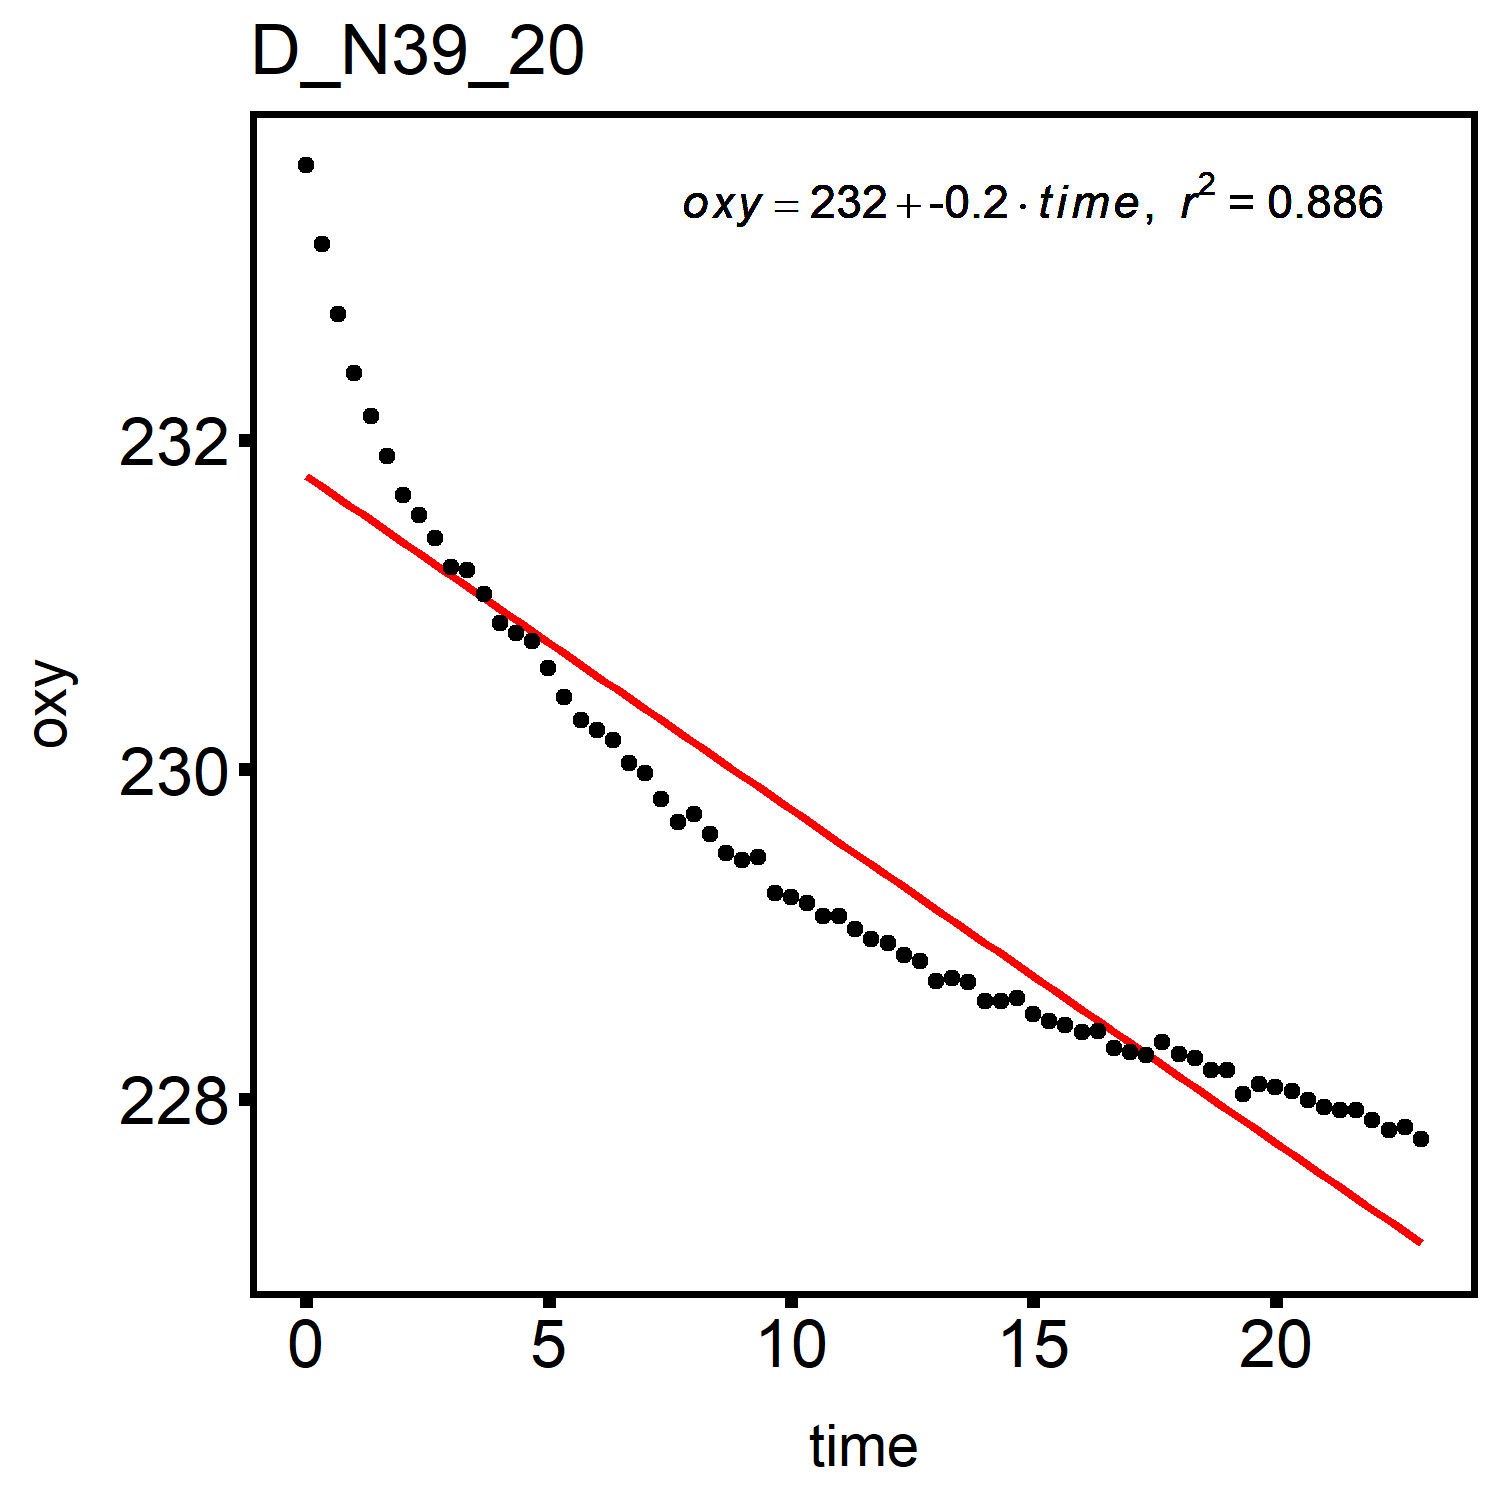 D_N39_20
oxy = 232 + -0.2 · time, r² = 0.886
232
230
228
oxy
0 5 10 15 20
time